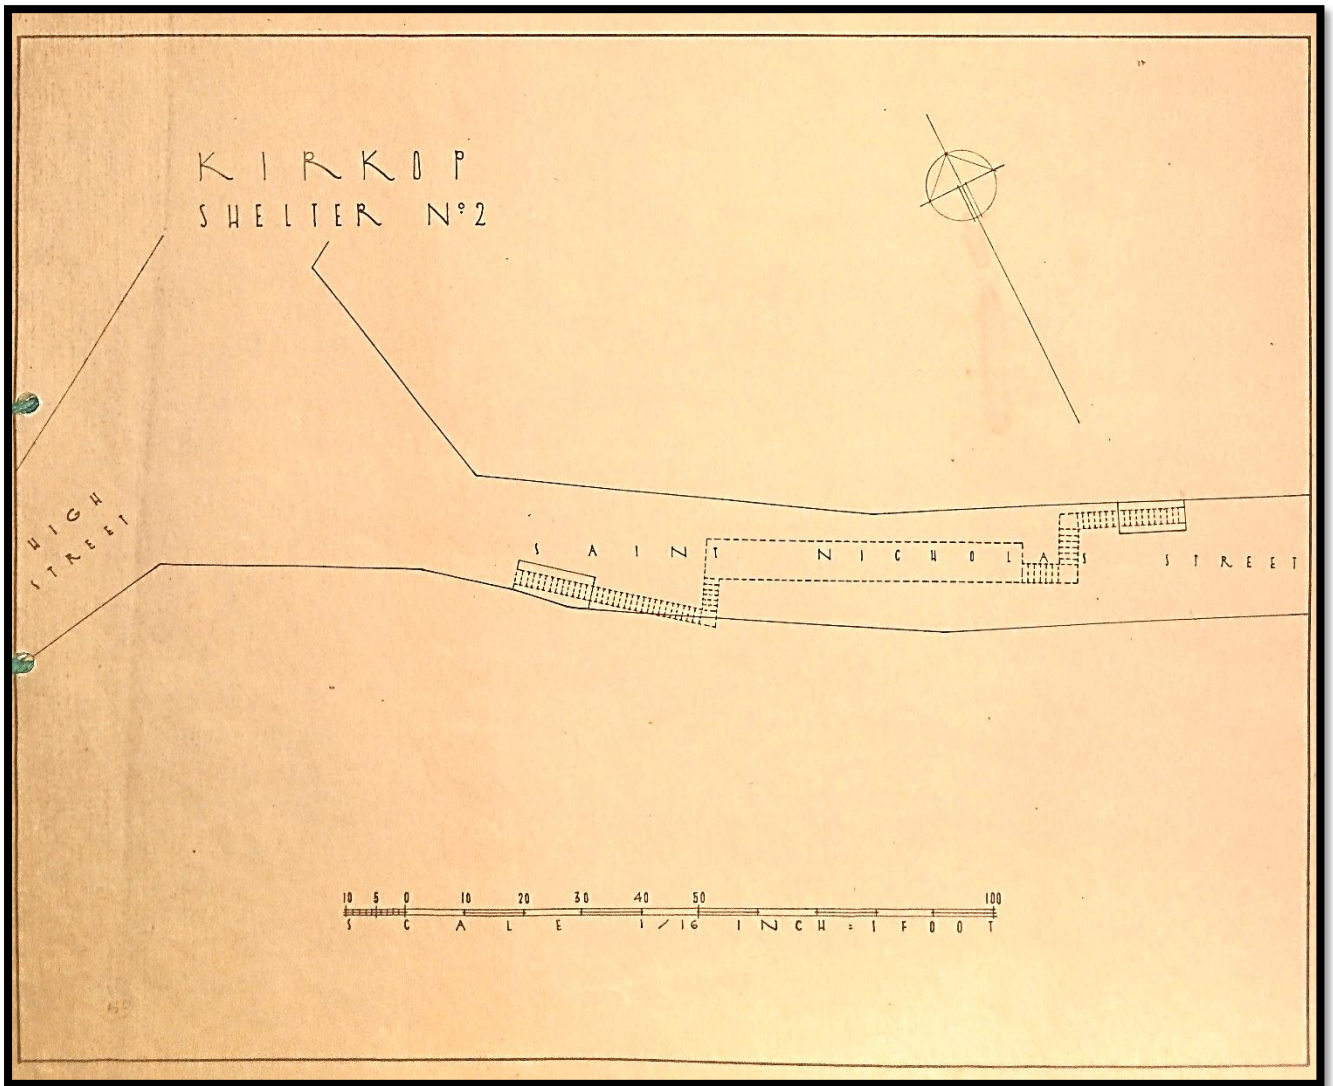 KIRKOP
SHELTER Nº2
HIGH
STREET
SAINT NICHOLAS STREET
10 5 0 10 20 30 40 50 100
SCALE 1/16 INCH = 1 FOOT